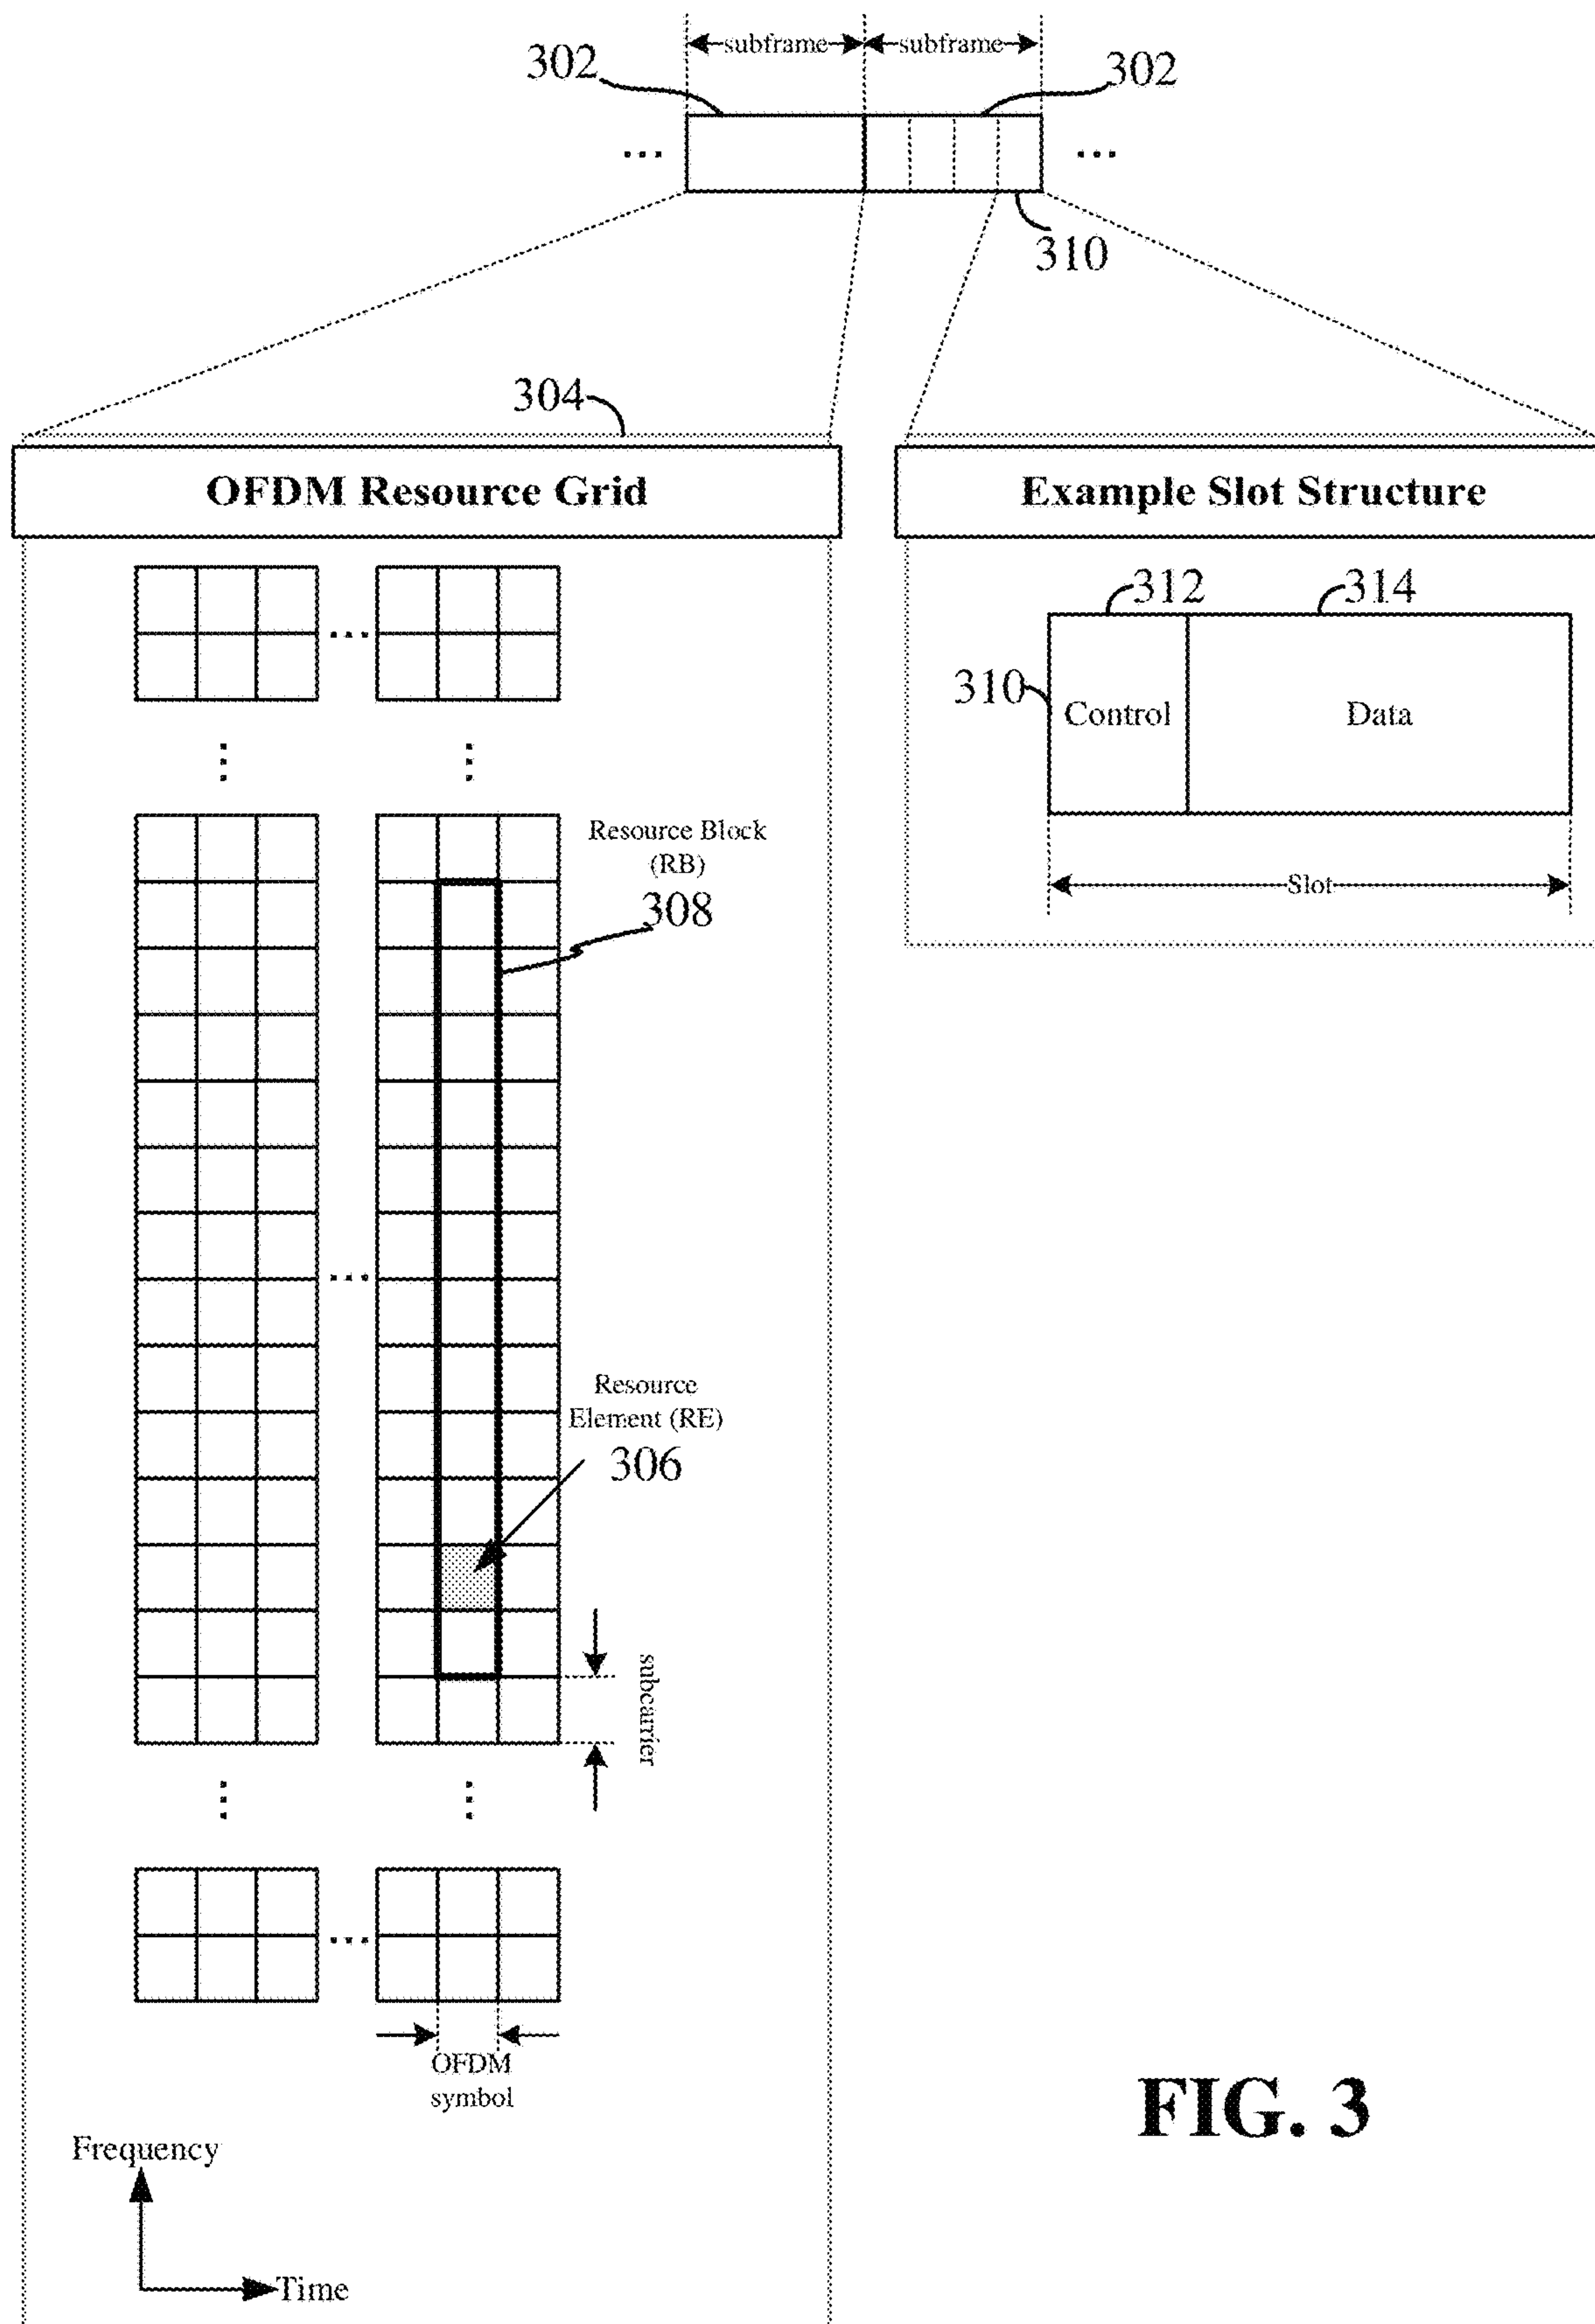 subframe subframe
302 302
... ...
310
304
OFDM Resource Grid
Example Slot Structure
312 314
310
Control Data
Slot
Resource Block
(RB)
308
Resource
Element (RE)
306
subcarrier
OFDM
symbol
Frequency
Time
FIG. 3